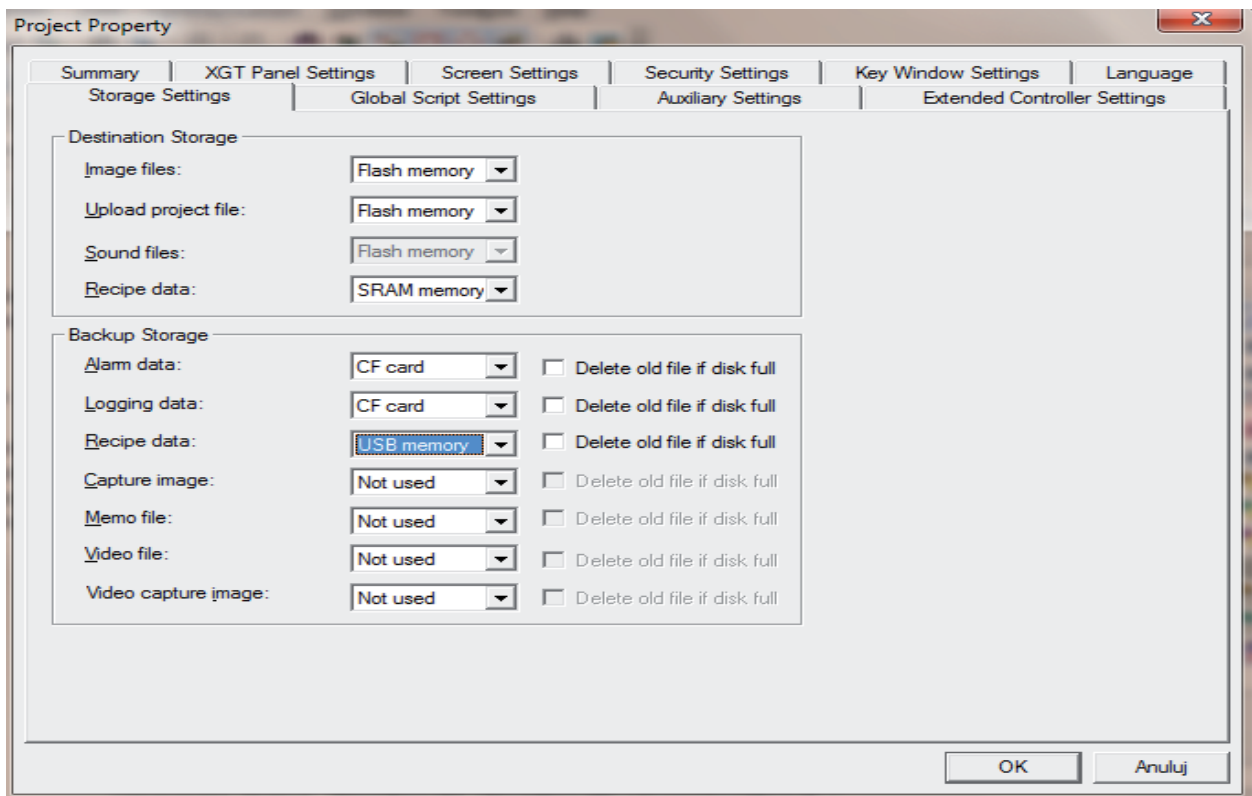 Project Property
Summary XGT Panel Settings Screen Settings Security Settings Key Window Settings Language
Storage Settings Global Script Settings Auxiliary Settings Extended Controller Settings
Destination Storage
Image files: Flash memory
Upload project file: Flash memory
Sound files: Flash memory
Recipe data: SRAM memory
Backup Storage
Alarm data: CF card Delete old file if disk full
Logging data: CF card Delete old file if disk full
Recipe data: USB memory Delete old file if disk full
Capture image: Not used Delete old file if disk full
Memo file: Not used Delete old file if disk full
Video file: Not used Delete old file if disk full
Video capture image: Not used Delete old file if disk full
OK Anuluj